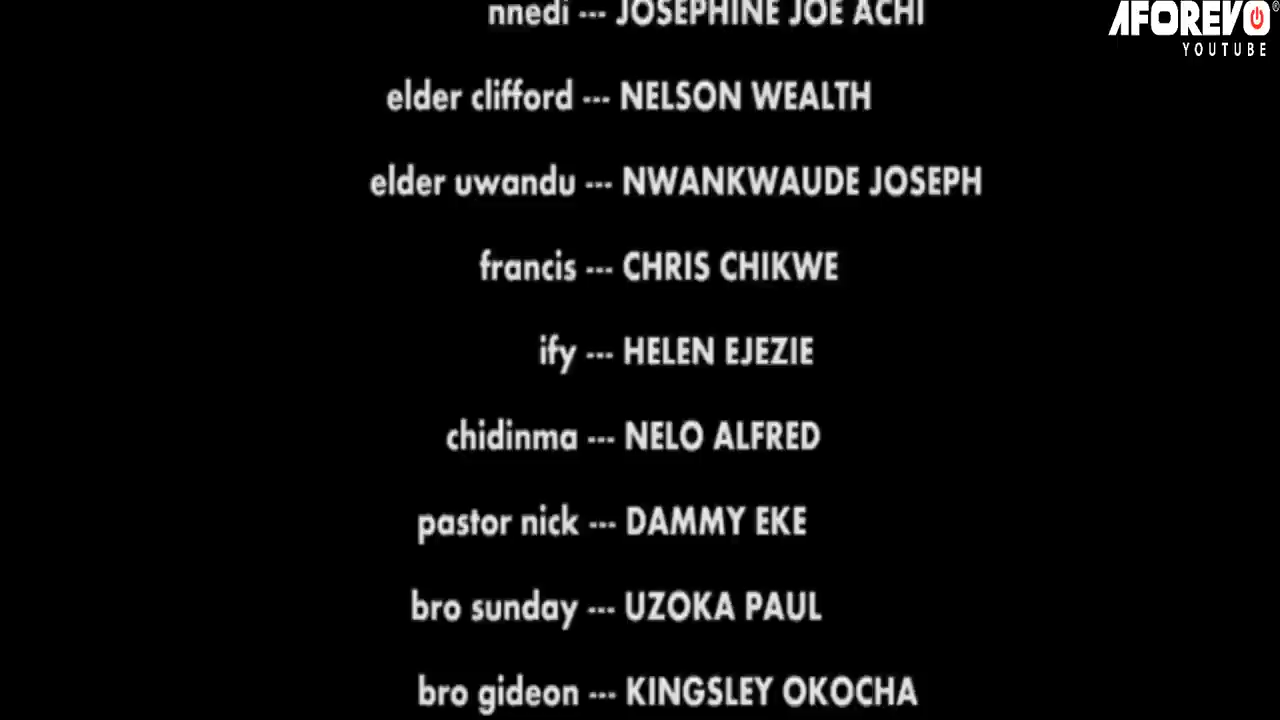 AFOREVO
YOUTUBE
nnedi --- JOSEPHINE JOE ACHI
elder clifford --- NELSON WEALTH
elder uwandu --- NWANKWAUDE JOSEPH
francis --- CHRIS CHIKWE
ify --- HELEN EJEZIE
chidinma --- NELO ALFRED
pastor nick --- DAMMY EKE
bro sunday --- UZOKA PAUL
bro gideon --- KINGSLEY OKOCHA